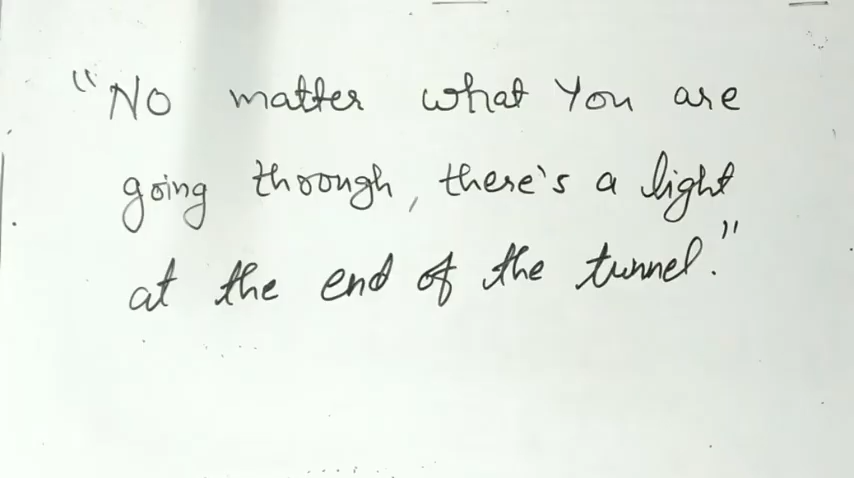 "No matter what You are
going through, there's a light
at the end of the tunnel."